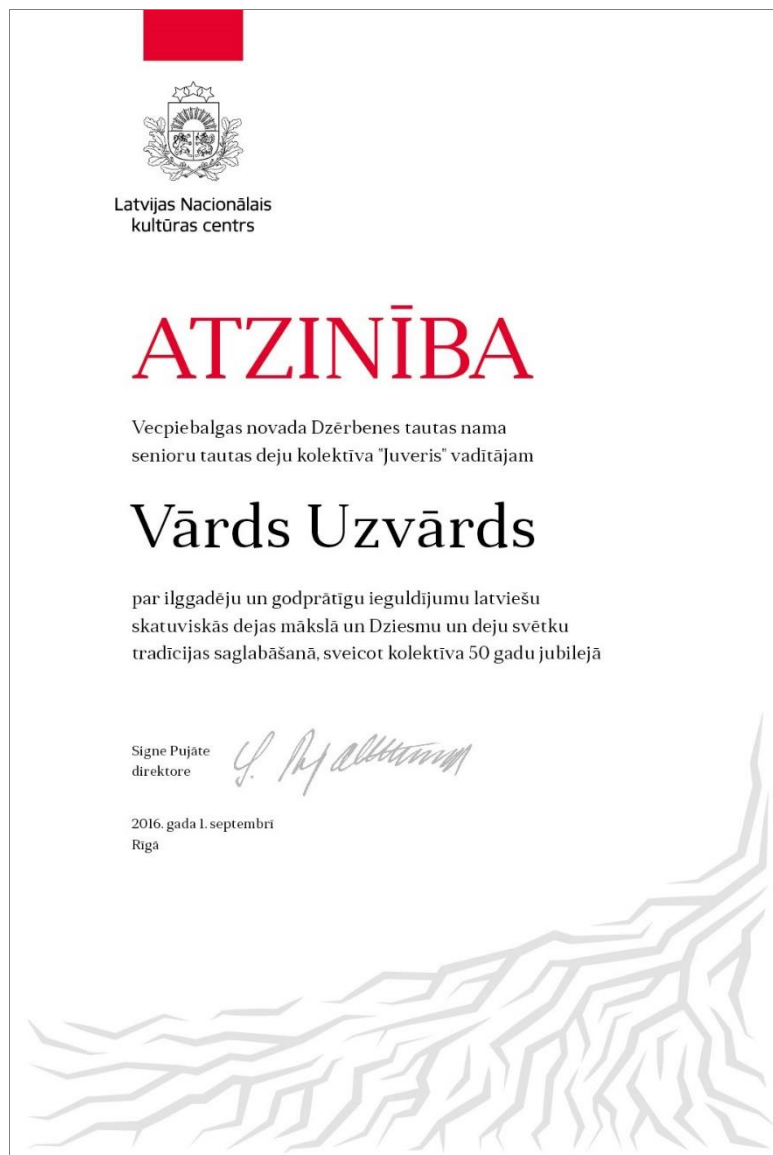 Latvijas Nacionālais
kultūras centrs
ATZINĪBA
Vecpiebalgas novada Dzērbenes tautas nama
senioru tautas deju kolektīva "Juveris" vadītājam
Vārds Uzvārds
par ilggadēju un godprātīgu ieguldījumu latviešu
skatuviskās dejas mākslā un Dziesmu un deju svētku
tradīcijas saglabāšanā, sveicot kolektīva 50 gadu jubilejā
Signe Pujāte
direktore
2016. gada 1. septembrī
Rīgā